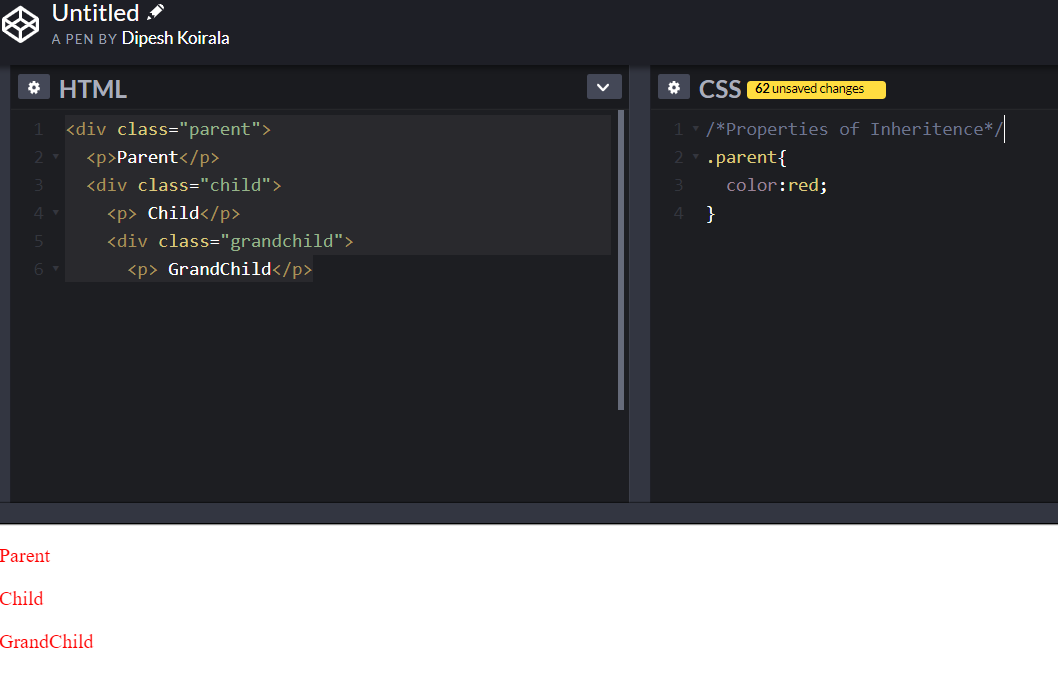 Untitled
A PEN BY Dipesh Koirala
HTML
1 <div class="parent">
2 <p>Parent</p>
3 <div class="child">
4 <p> Child</p>
5 <div class="grandchild">
6 <p> GrandChild</p>
CSS 62 unsaved changes
1 /*Properties of Inheritence*/
2 .parent{
3 color:red;
4 }
Parent
Child
GrandChild